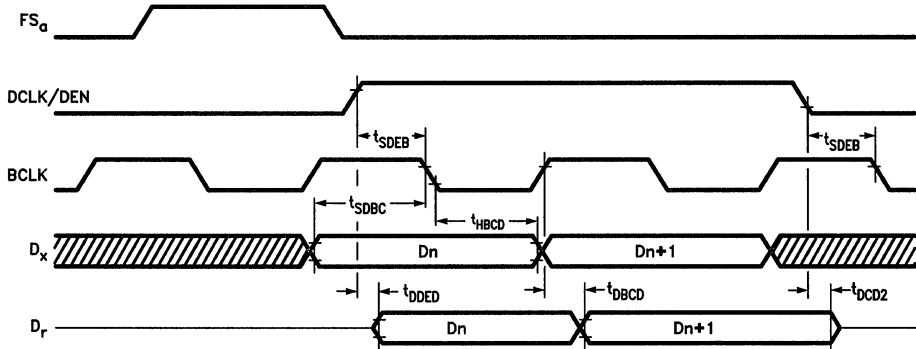 FSa
DCLK/DEN
tSDEB
tSDEB
BCLK
tSDBC
tHBCD
Dx
Dn
Dn+1
tDDED
tDBCD
tDCD2
Dr
Dn
Dn+1